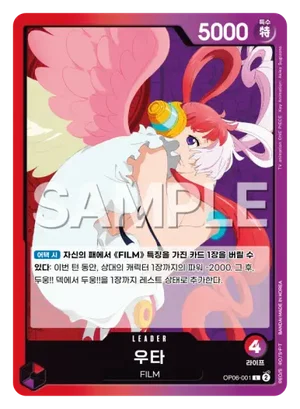 5000
특수
特
SAMPLE
어택 시 자신의 패에서 《FILM》 특징을 가진 카드 1장을 버릴 수
있다: 이번 턴 동안, 상대의 캐릭터 1장까지의 파워 -2000. 그 후,
두웅!! 덱에서 두웅!!을 1장까지 레스트 상태로 추가한다.
LEADER
우타
FILM
4
라이프
OP06-001 L 2